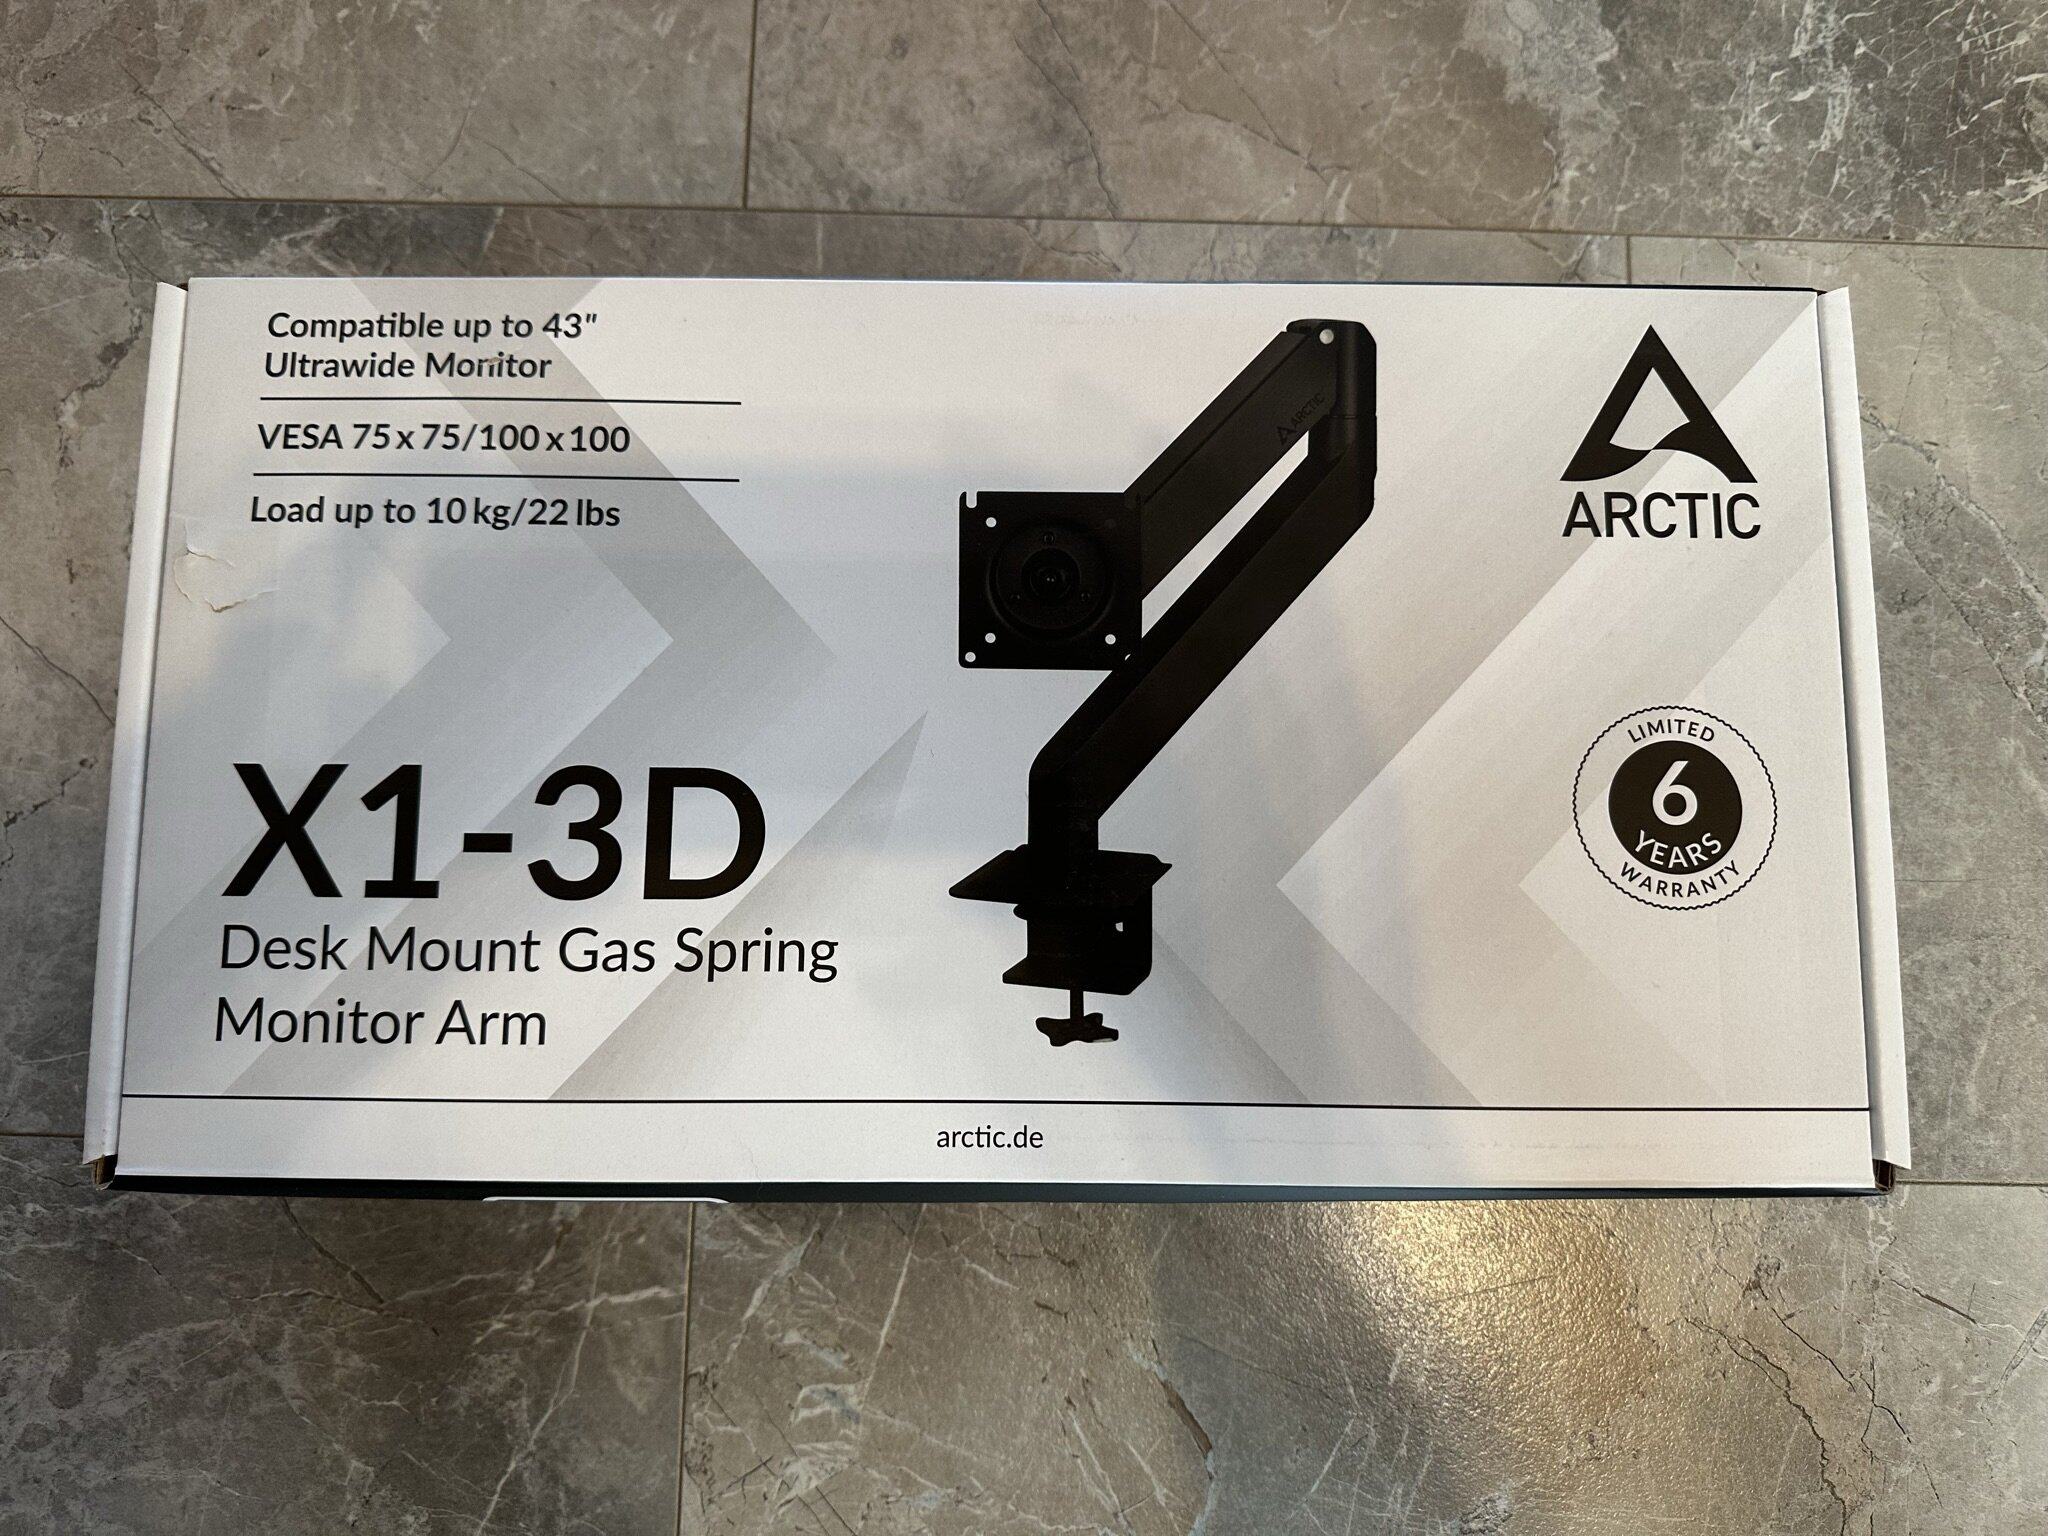 Compatible up to 43"
Ultrawide Monitor
VESA 75 x 75/100 x 100
Load up to 10 kg/22 lbs
ARCTIC
ARCTIC
X1-3D
Desk Mount Gas Spring
Monitor Arm
LIMITED
6
YEARS
WARRANTY
arctic.de